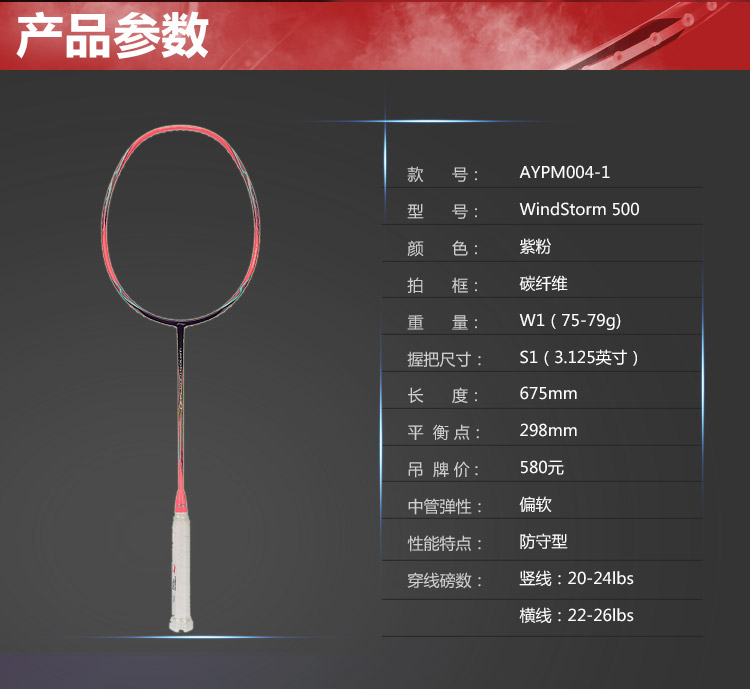 产品参数
款 号： AYPM004-1
型 号： WindStorm 500
颜 色： 紫粉
拍 框： 碳纤维
重 量： W1（75-79g)
握把尺寸： S1（3.125英寸）
长 度： 675mm
平 衡 点： 298mm
吊 牌 价： 580元
中管弹性： 偏软
性能特点： 防守型
穿线磅数： 竖线：20-24lbs
横线：22-26lbs